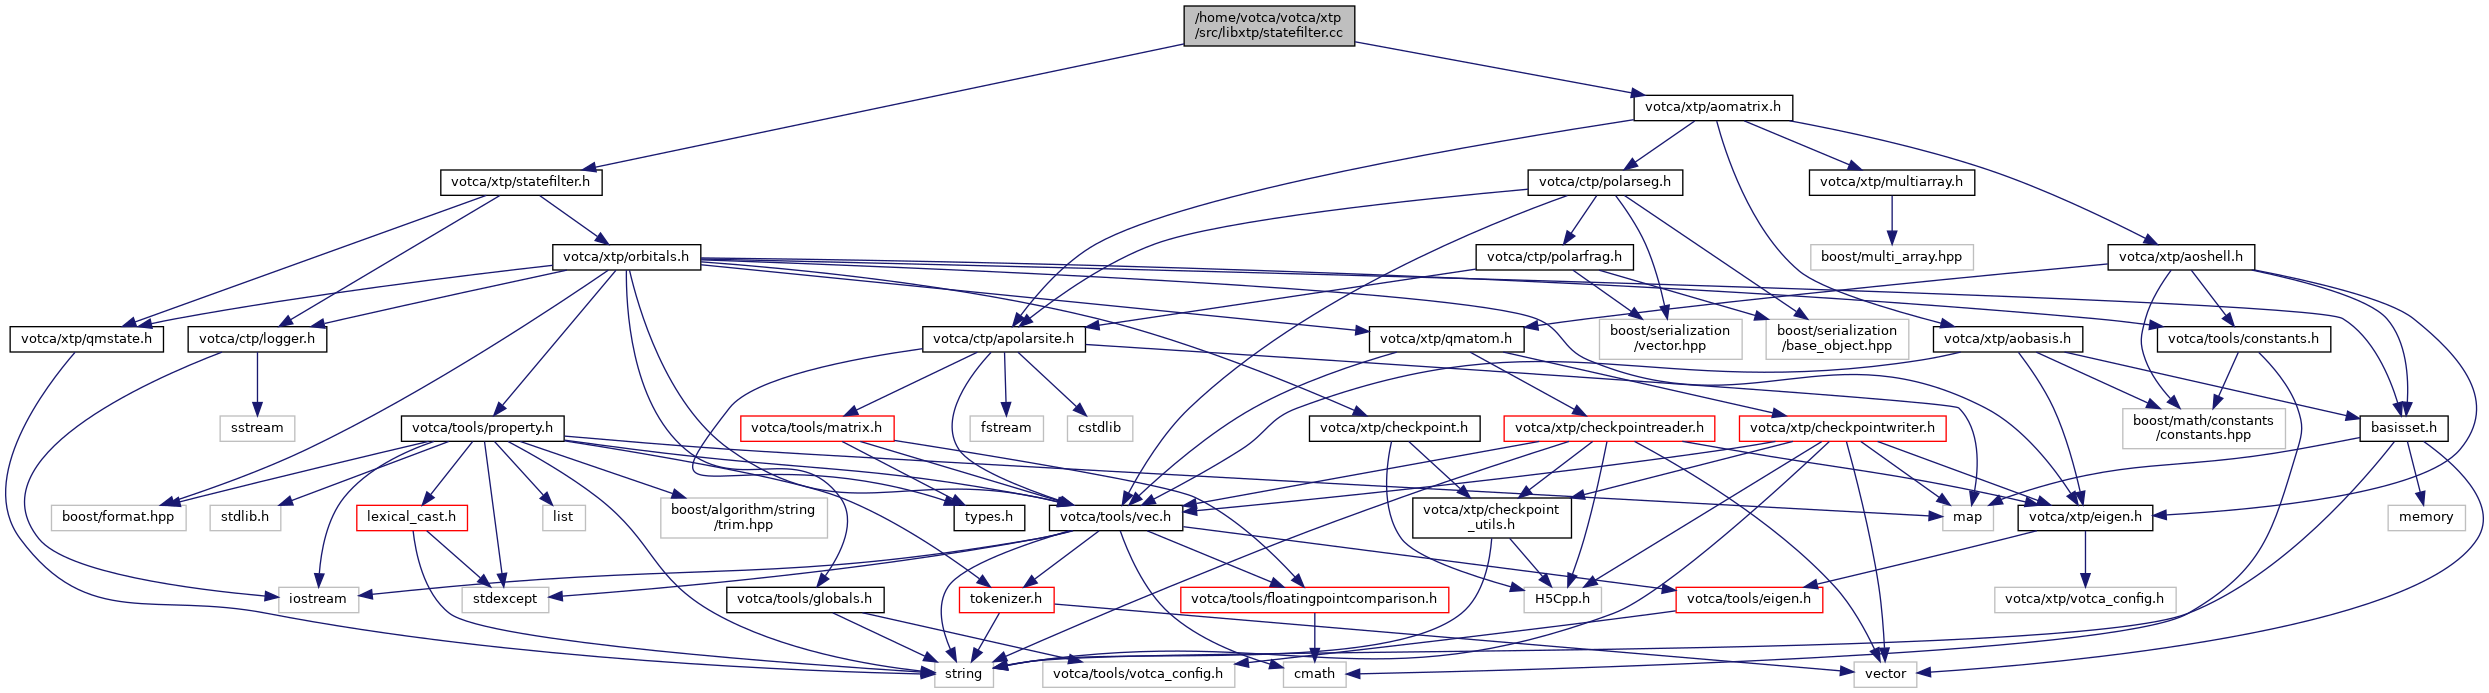 /home/votca/votca/xtp
/src/libxtp/statefilter.cc
votca/xtp/aomatrix.h
votca/xtp/statefilter.h
votca/ctp/polarseg.h
votca/xtp/multiarray.h
votca/xtp/orbitals.h
votca/ctp/polarfrag.h
boost/multi_array.hpp
votca/xtp/aoshell.h
votca/xtp/qmstate.h
votca/ctp/logger.h
votca/ctp/apolarsite.h
votca/xtp/qmatom.h
boost/serialization
/vector.hpp
boost/serialization
/base_object.hpp
votca/xtp/aobasis.h
votca/tools/constants.h
sstream
votca/tools/property.h
votca/tools/matrix.h
fstream
cstdlib
votca/xtp/checkpoint.h
votca/xtp/checkpointreader.h
votca/xtp/checkpointwriter.h
boost/math/constants
/constants.hpp
basisset.h
boost/format.hpp
stdlib.h
lexical_cast.h
list
boost/algorithm/string
/trim.hpp
types.h
votca/tools/vec.h
votca/xtp/checkpoint
_utils.h
map
votca/xtp/eigen.h
memory
iostream
stdexcept
votca/tools/globals.h
tokenizer.h
votca/tools/floatingpointcomparison.h
H5Cpp.h
votca/tools/eigen.h
votca/xtp/votca_config.h
string
votca/tools/votca_config.h
cmath
vector